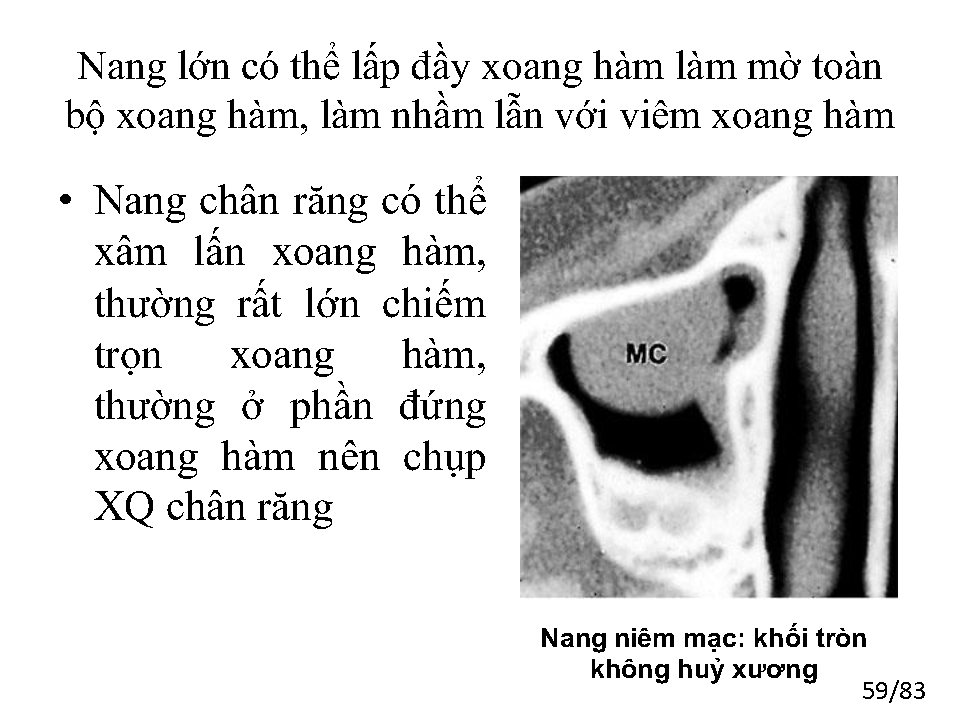 Nang lớn có thể lấp đầy xoang hàm làm mờ toàn
bộ xoang hàm, làm nhầm lẫn với viêm xoang hàm
• Nang chân răng có thể
xâm lấn xoang hàm,
thường rất lớn chiếm
trọn xoang hàm,
thường ở phần đứng
xoang hàm nên chụp
XQ chân răng
MC
Nang niêm mạc: khối tròn
không huỷ xương
59/83